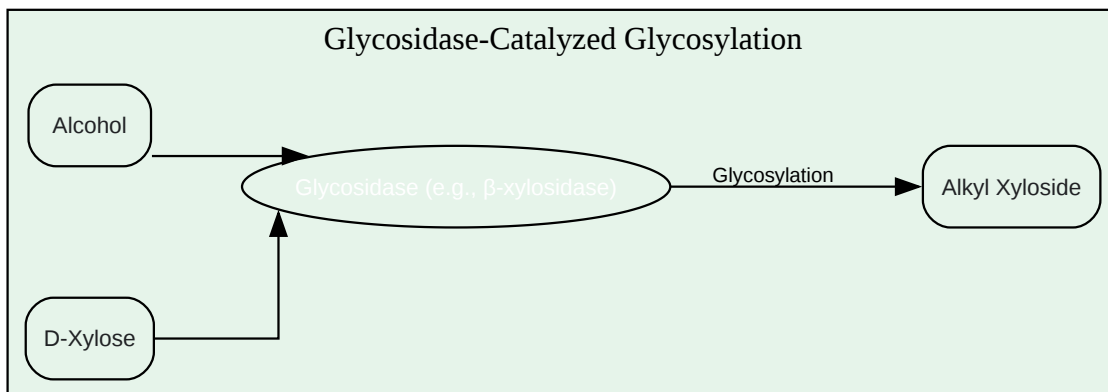 Glycosidase-Catalyzed Glycosylation
Alcohol
Glycosidase (e.g., β-xylosidase)
Glycosylation
Alkyl Xyloside
D-Xylose